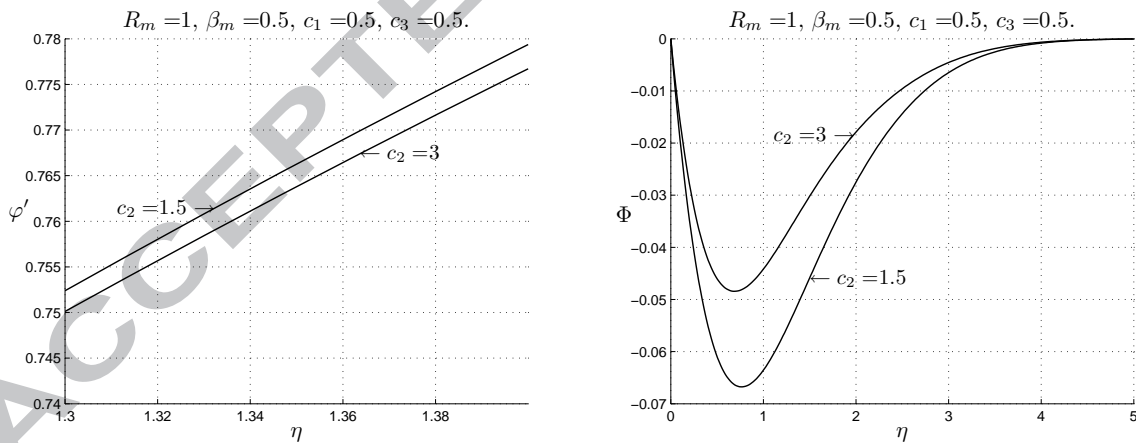 R_m =1, β_m =0.5, c_1 =0.5, c_3 =0.5.
0.78
0.775
0.77
0.765
0.76
0.755
0.75
0.745
0.74
φ′
c_2 =1.5 →
← c_2 =3
1.3
1.32
1.34
1.36
1.38
η
R_m =1, β_m =0.5, c_1 =0.5, c_3 =0.5.
0
−0.01
−0.02
−0.03
−0.04
−0.05
−0.06
−0.07
Φ
c_2 =3 →
← c_2 =1.5
0
1
2
3
4
5
η
ACCEPTE